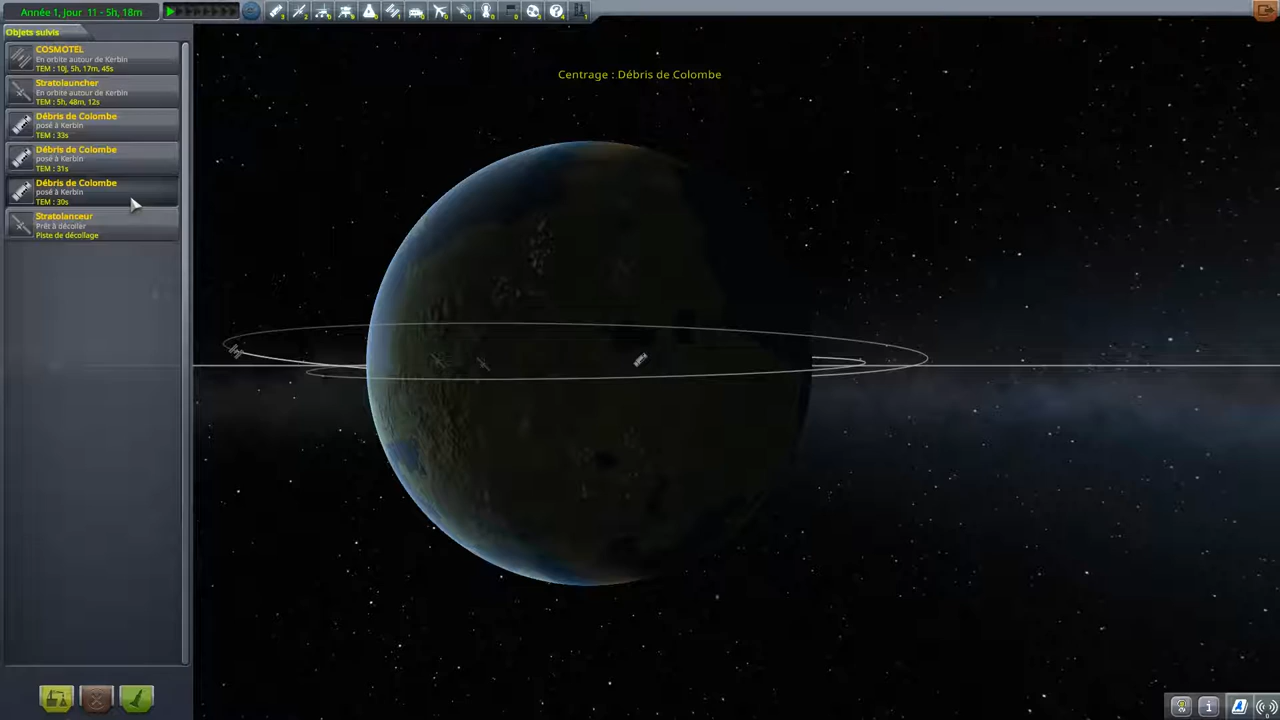 Année 1, Jour 11 - 5h, 18m
Objets suivis
COSMOTEL
En orbite autour de Kerbin
TEM : 10j, 5h, 17m, 45s
Stratolauncher
En orbite autour de Kerbin
TEM : 5h, 48m, 12s
Débris de Colombe
posé à Kerbin
TEM : 33s
Débris de Colombe
posé à Kerbin
TEM : 31s
Débris de Colombe
posé à Kerbin
TEM : 30s
Stratolanceur
Prêt à décoller
Piste de décollage
Centrage : Débris de Colombe